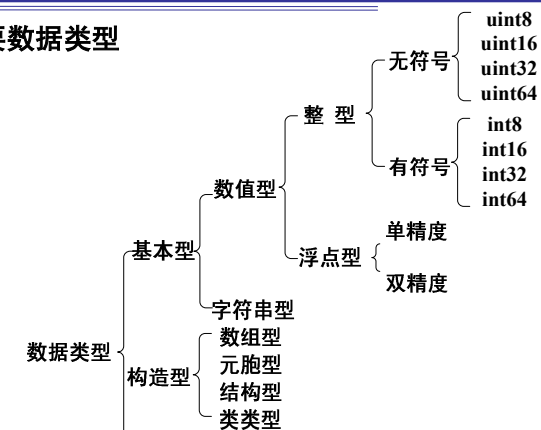 数据类型
uint8
uint16
uint32
uint64
无符号
整 型
int8
int16
int32
int64
有符号
数值型
单精度
浮点型
双精度
基本型
字符串型
数组型
数据类型
元胞型
构造型
结构型
类类型